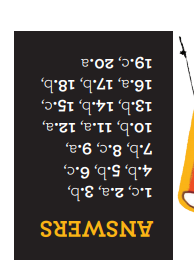 ANSWERS
1.c, 2.a, 3.b,
4.b, 5.b, 6.c,
7.b, 8.c, 9.a,
10.b, 11.a, 12.a,
13.b, 14.b, 15.c,
16.a, 17.b, 18.b,
19.c, 20.a